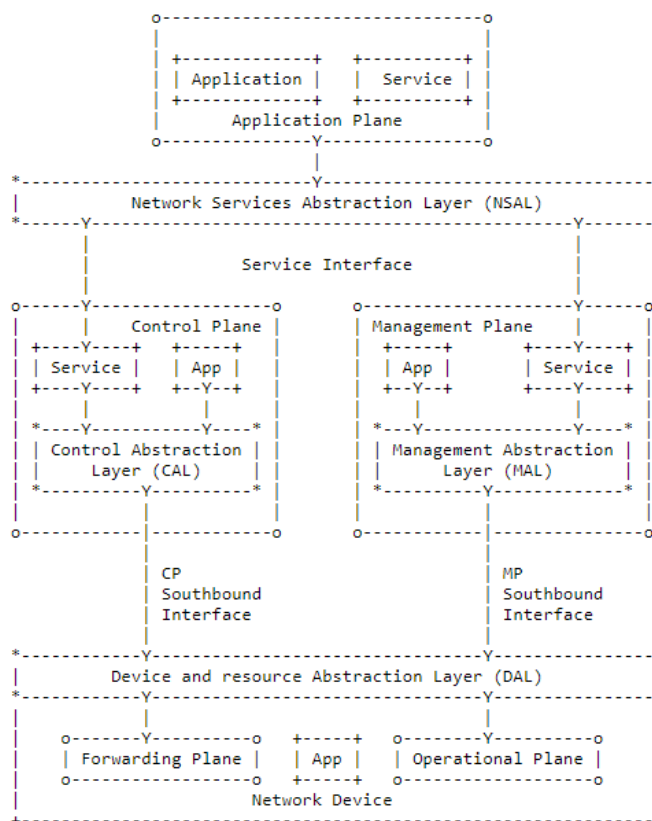 Application Service
Application Plane
Network Services Abstraction Layer (NSAL)
Service Interface
Control Plane Management Plane
Service App App Service
Control Abstraction Management Abstraction
Layer (CAL) Layer (MAL)
CP MP
Southbound Southbound
Interface Interface
Device and resource Abstraction Layer (DAL)
Forwarding Plane App Operational Plane
Network Device